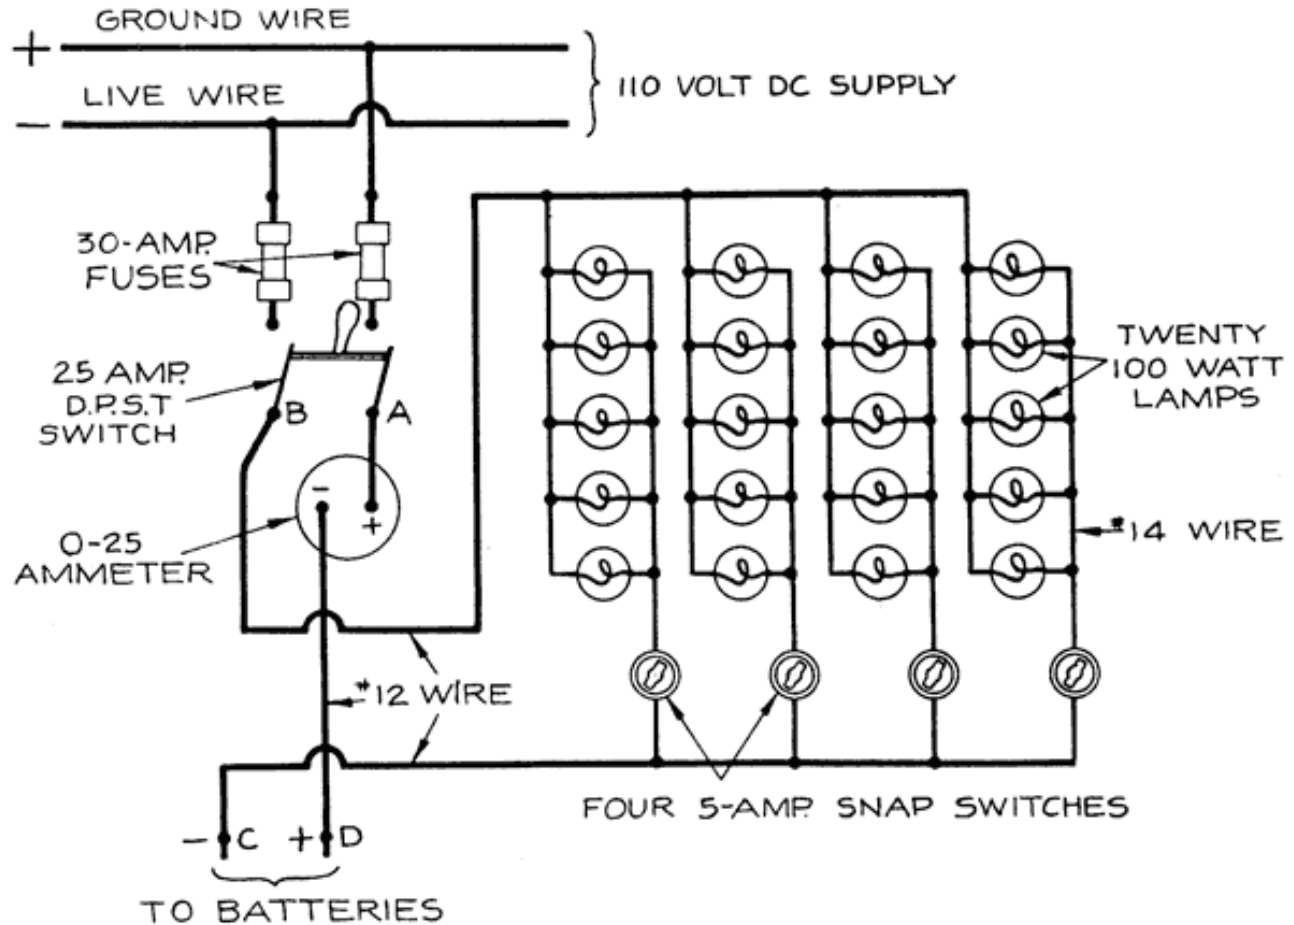 GROUND WIRE
+
LIVE WIRE
-
110 VOLT DC SUPPLY
30-AMP.
FUSES
25 AMP.
D.P.S.T
SWITCH
B
A
-
+
0-25
AMMETER
TWENTY
100 WATT
LAMPS
#14 WIRE
#12 WIRE
FOUR 5-AMP. SNAP SWITCHES
- C + D
TO BATTERIES